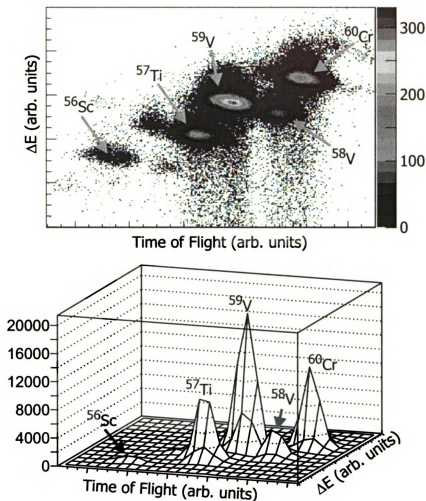 ΔE (arb. units)
⁵⁶Sc
⁵⁷Ti
⁵⁹V
⁶⁰Cr
⁵⁸V
300
200
100
0
Time of Flight (arb. units)
20000
16000
12000
8000
4000
0
⁵⁶Sc
⁵⁷Ti
⁵⁹V
⁵⁸V
⁶⁰Cr
Time of Flight (arb. units)
ΔE (arb. units)